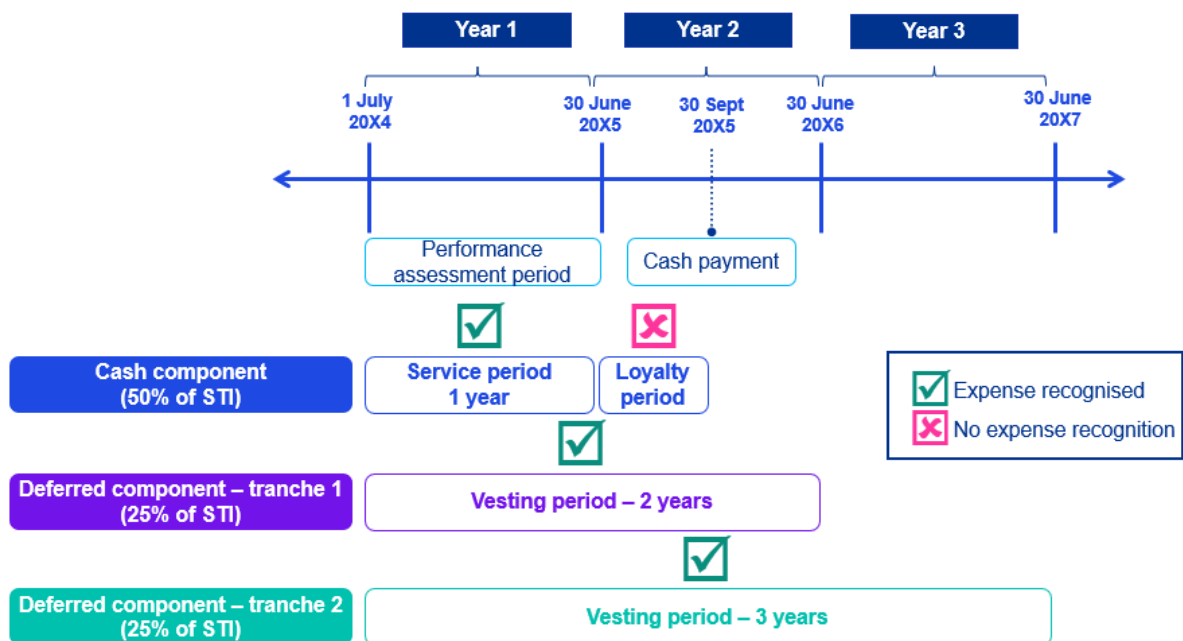 Year 1
Year 2
Year 3
1 July
20X4
30 June
20X5
30 Sept
20X5
30 June
20X6
30 June
20X7
Performance
assessment period
Cash payment
Cash component
(50% of STI)
Service period
1 year
Loyalty
period
Expense recognised
No expense recognition
Deferred component – tranche 1
(25% of STI)
Vesting period – 2 years
Deferred component – tranche 2
(25% of STI)
Vesting period – 3 years